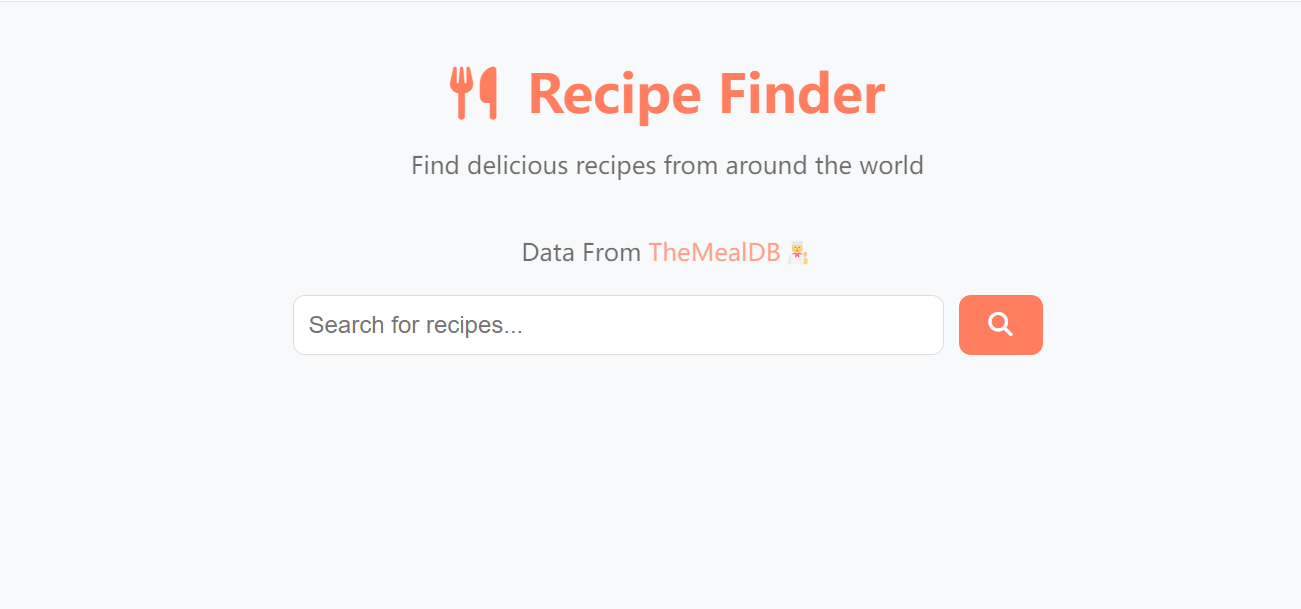 Recipe Finder
Find delicious recipes from around the world
Data From TheMealDB
Search for recipes...